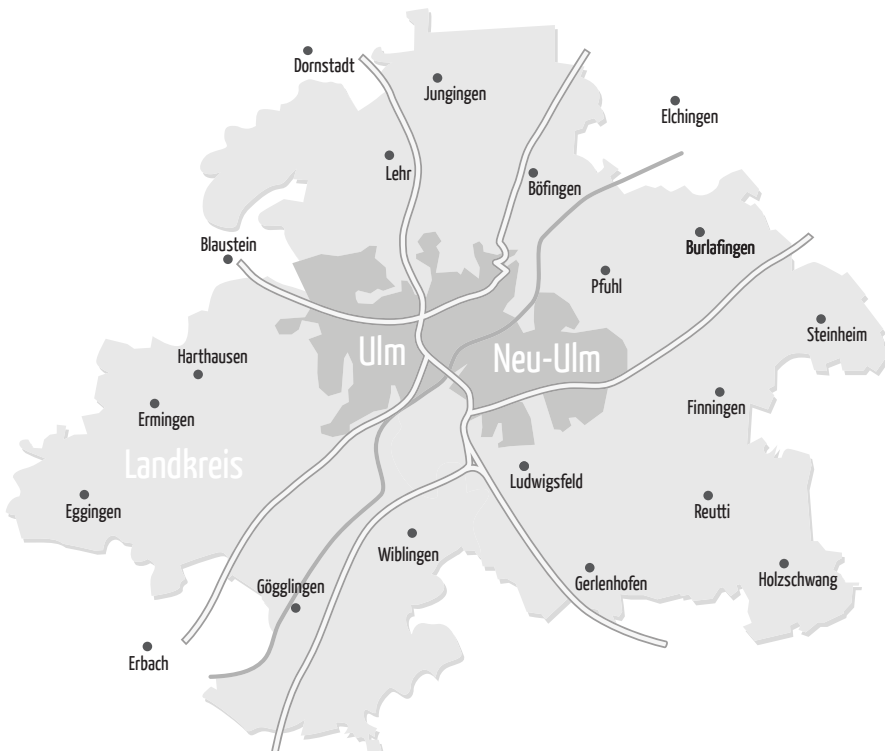 Dornstadt
Jungingen
Elchingen
Lehr
Böfingen
Blaustein
Burlafingen
Pfuhl
Steinheim
Ulm
Neu-Ulm
Harthausen
Finningen
Ermingen
Landkreis
Ludwigsfeld
Eggingen
Reutti
Wiblingen
Gögglingen
Gerlenhofen
Holzschwang
Erbach